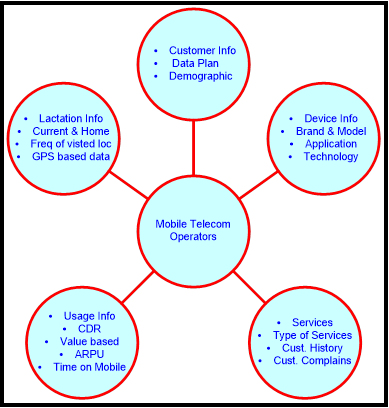 • Customer Info
• Data Plan
• Demographic
• Lactation Info
• Current & Home
• Freq of visted loc
• GPS based data
• Device Info
• Brand & Model
• Application
• Technology
Mobile Telecom
Operators
• Usage Info
• CDR
• Value based
• ARPU
• Time on Mobile
• Services
• Type of Services
• Cust. History
• Cust. Complains